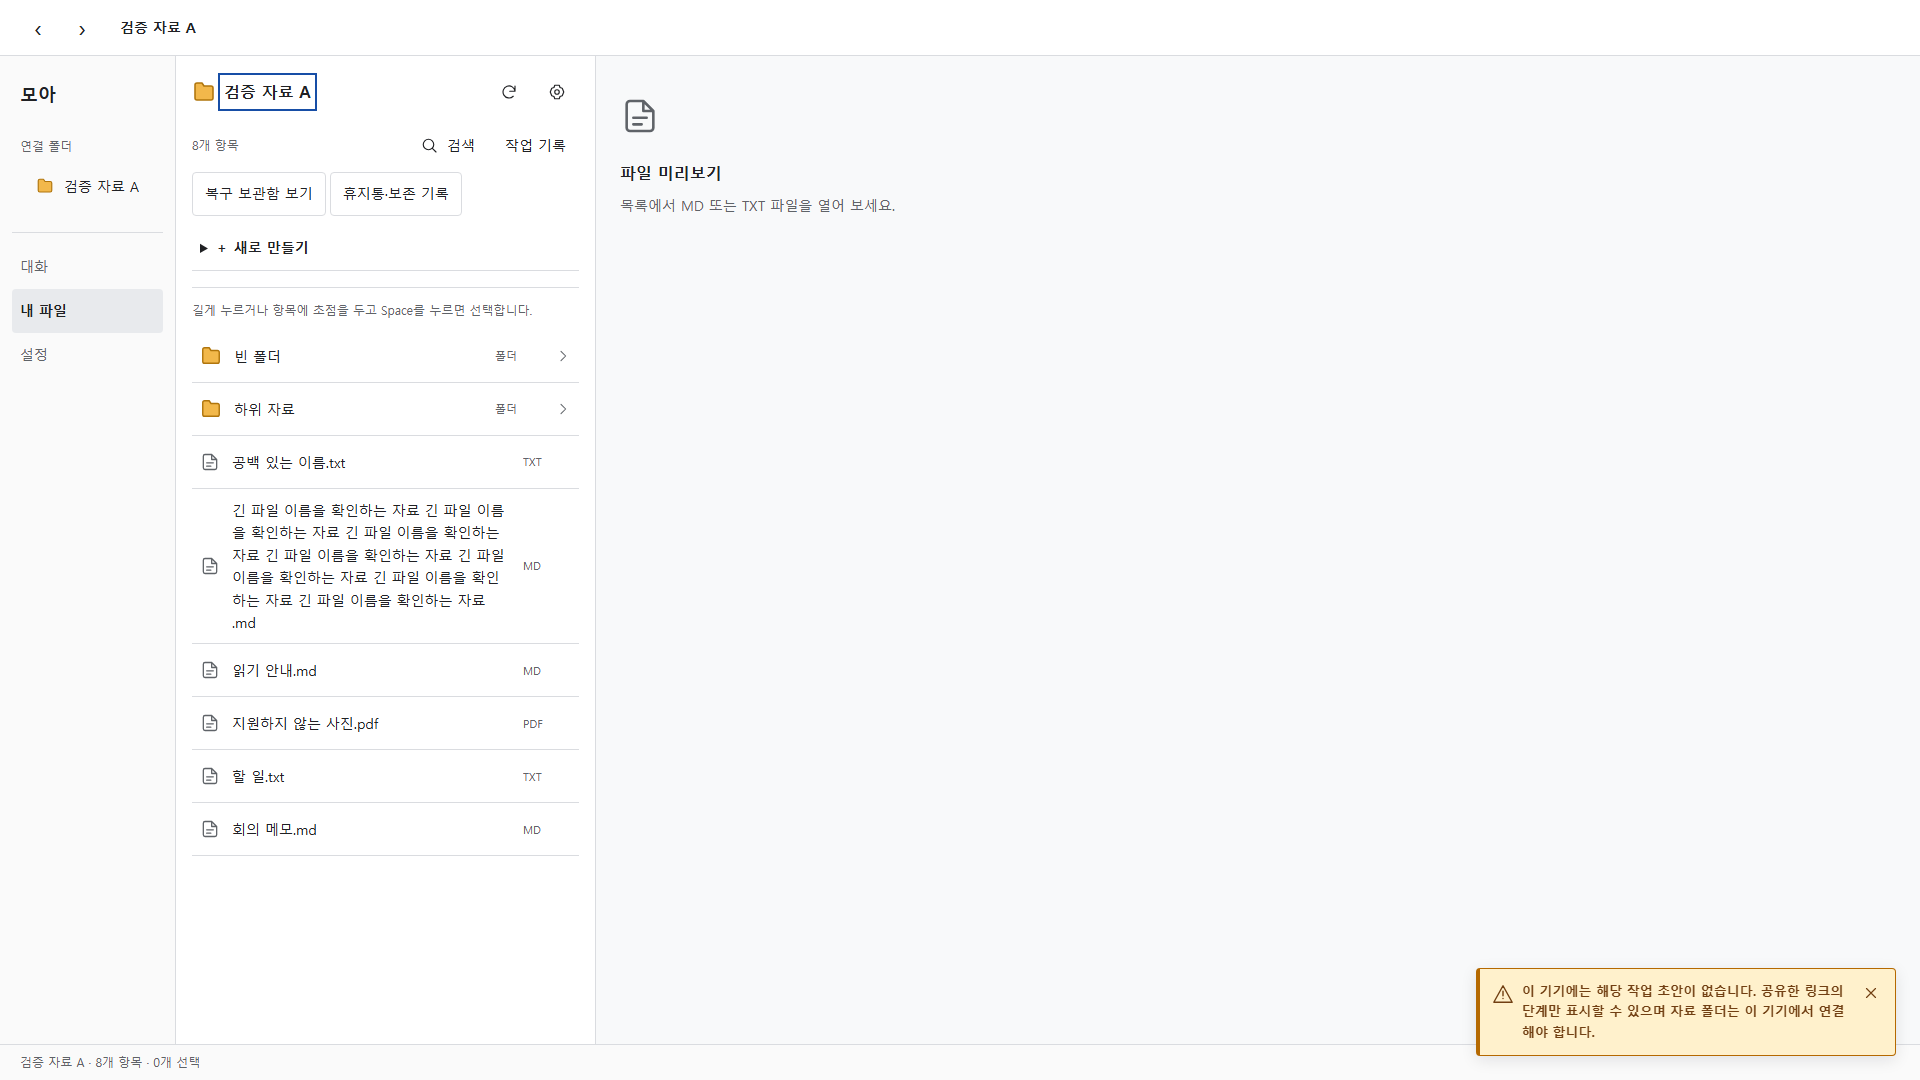 검증 자료 A
모아
연결 폴더
검증 자료 A
대화
내 파일
설정
검증 자료 A
8개 항목
검색
작업 기록
복구 보관함 보기
휴지통·보존 기록
+ 새로 만들기
길게 누르거나 항목에 초점을 두고 Space를 누르면 선택합니다.
빈 폴더 폴더
하위 자료 폴더
공백 있는 이름.txt TXT
긴 파일 이름을 확인하는 자료 긴 파일 이름
을 확인하는 자료 긴 파일 이름을 확인하는
자료 긴 파일 이름을 확인하는 자료 긴 파일
이름을 확인하는 자료 긴 파일 이름을 확인
하는 자료 긴 파일 이름을 확인하는 자료
.md
MD
읽기 안내.md MD
지원하지 않는 사진.pdf PDF
할 일.txt TXT
회의 메모.md MD
파일 미리보기
목록에서 MD 또는 TXT 파일을 열어 보세요.
이 기기에는 해당 작업 초안이 없습니다. 공유한 링크의
단계만 표시할 수 있으며 자료 폴더는 이 기기에서 연결
해야 합니다.
검증 자료 A · 8개 항목 · 0개 선택